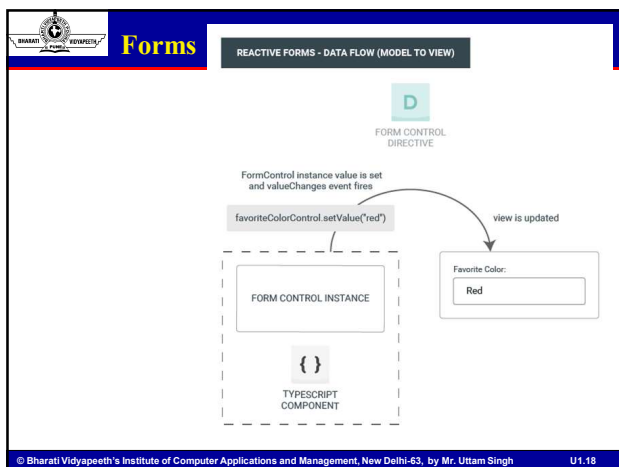 BHARATI
VIDYAPEETH
PUNE
Forms
REACTIVE FORMS - DATA FLOW (MODEL TO VIEW)
D
FORM CONTROL
DIRECTIVE
FormControl instance value is set
and valueChanges event fires
favoriteColorControl.setValue("red")
view is updated
Favorite Color:
Red
FORM CONTROL INSTANCE
{ }
TYPESCRIPT
COMPONENT
© Bharati Vidyapeeth's Institute of Computer Applications and Management, New Delhi-63, by Mr. Uttam Singh U1.18